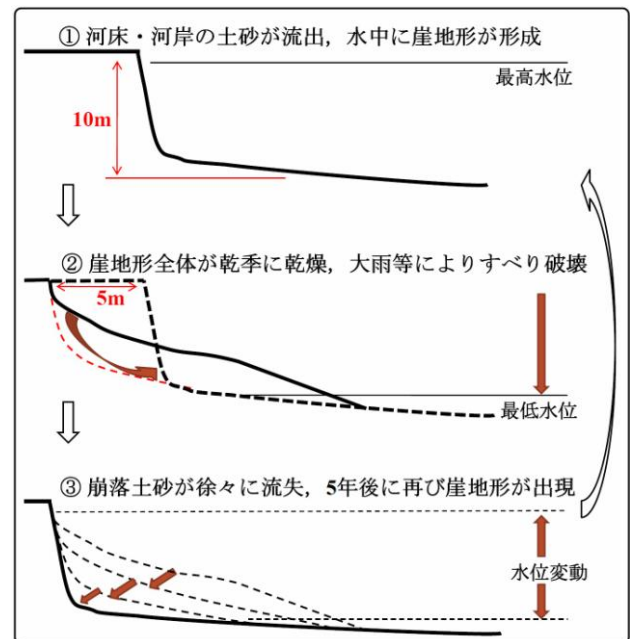 ① 河床・河岸の土砂が流出，水中に崖地形が形成
最高水位
10m
② 崖地形全体が乾季に乾燥，大雨等によりすべり破壊
5m
最低水位
③ 崩落土砂が徐々に流失，5年後に再び崖地形が出現
水位変動